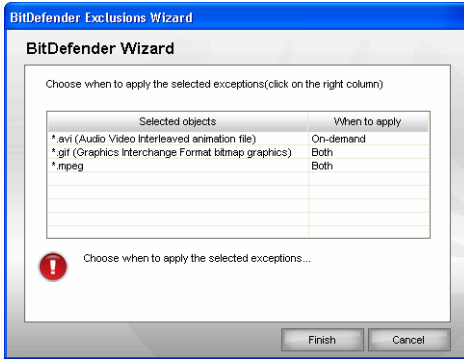 BitDefender Exclusions Wizard
BitDefender Wizard
Choose when to apply the selected exceptions(click on the right column)
Selected objects When to apply
*.avi (Audio Video Interleaved animation file) On-demand
*.gif (Graphics Interchange Format bitmap graphics) Both
*.mpeg Both
Choose when to apply the selected exceptions...
Finish Cancel